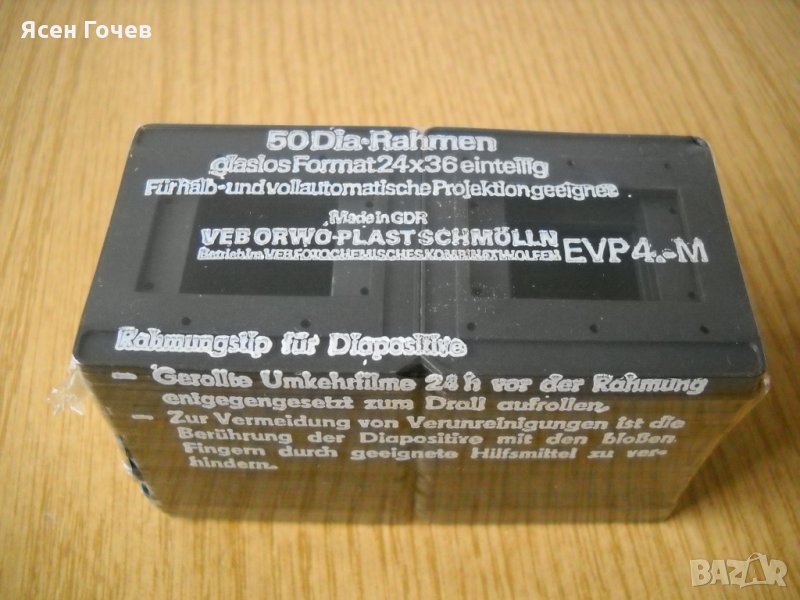 Ясен Гочев
50 Dia-Rahmen
glaslos Format 24x36 einteilig
Für halb- und vollautomatische Projektion geeignet
Made in GDR
VEB ORWO-PLAST SCHMÖLLN
Betrieb im VEB FOTOCHEMISCHES KOMBINAT WOLFEN
EVP 4.-M
Rahmungstip für Diapositive
– Gerollte Umkehrfilme 24 h vor der Rahmung
entgegengesetzt zum Drall aufrollen.
– Zur Vermeidung von Verunreinigungen ist die
Berührung der Diapositive mit den bloßen
Fingern durch geeignete Hilfsmittel zu ver-
hindern.
BAZAR